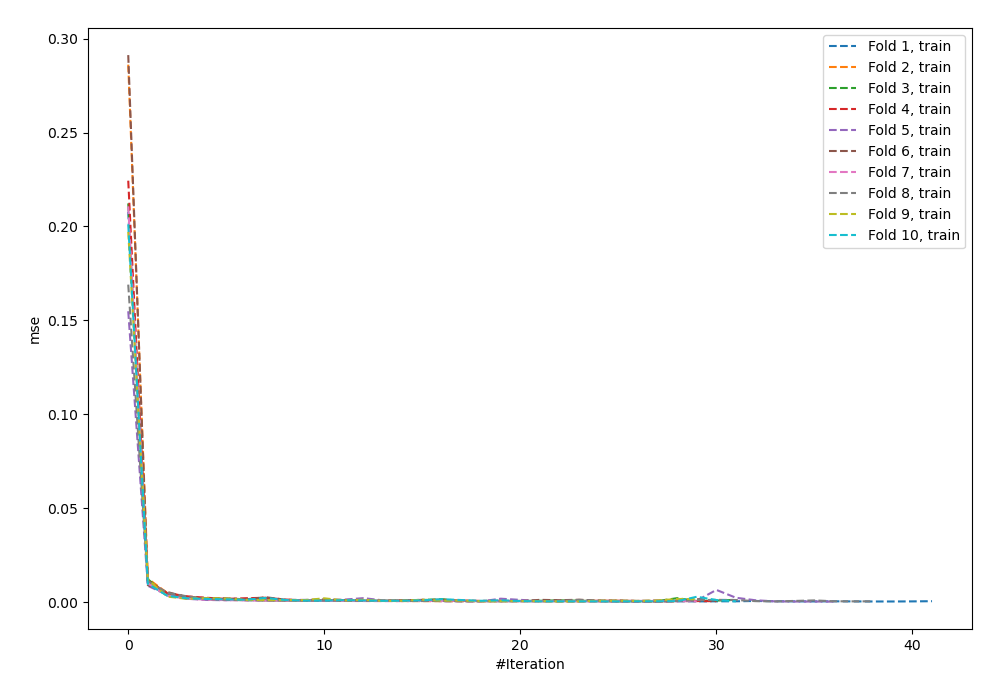 0.30
0.25
0.20
0.15
0.10
0.05
0.00
mse
0
10
20
30
40
#Iteration
Fold 1, train
Fold 2, train
Fold 3, train
Fold 4, train
Fold 5, train
Fold 6, train
Fold 7, train
Fold 8, train
Fold 9, train
Fold 10, train